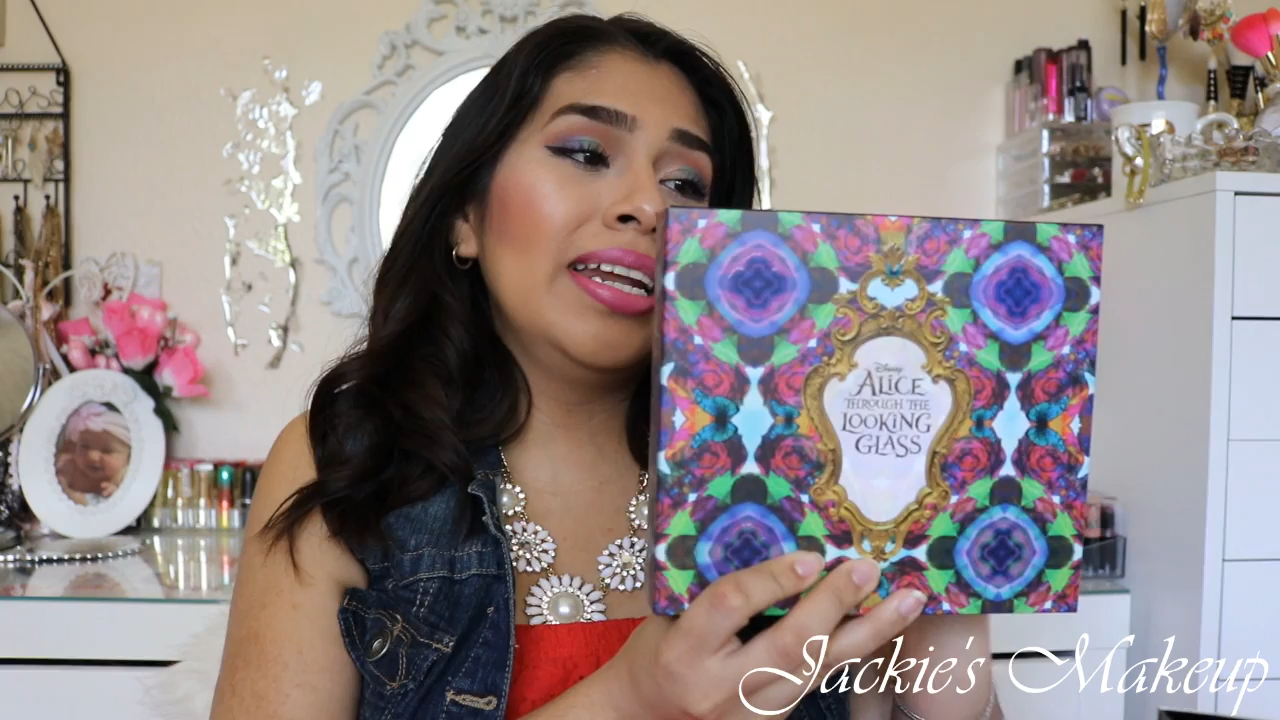 Disney
ALICE
THROUGH THE
LOOKING
GLASS
Jackie's Makeup